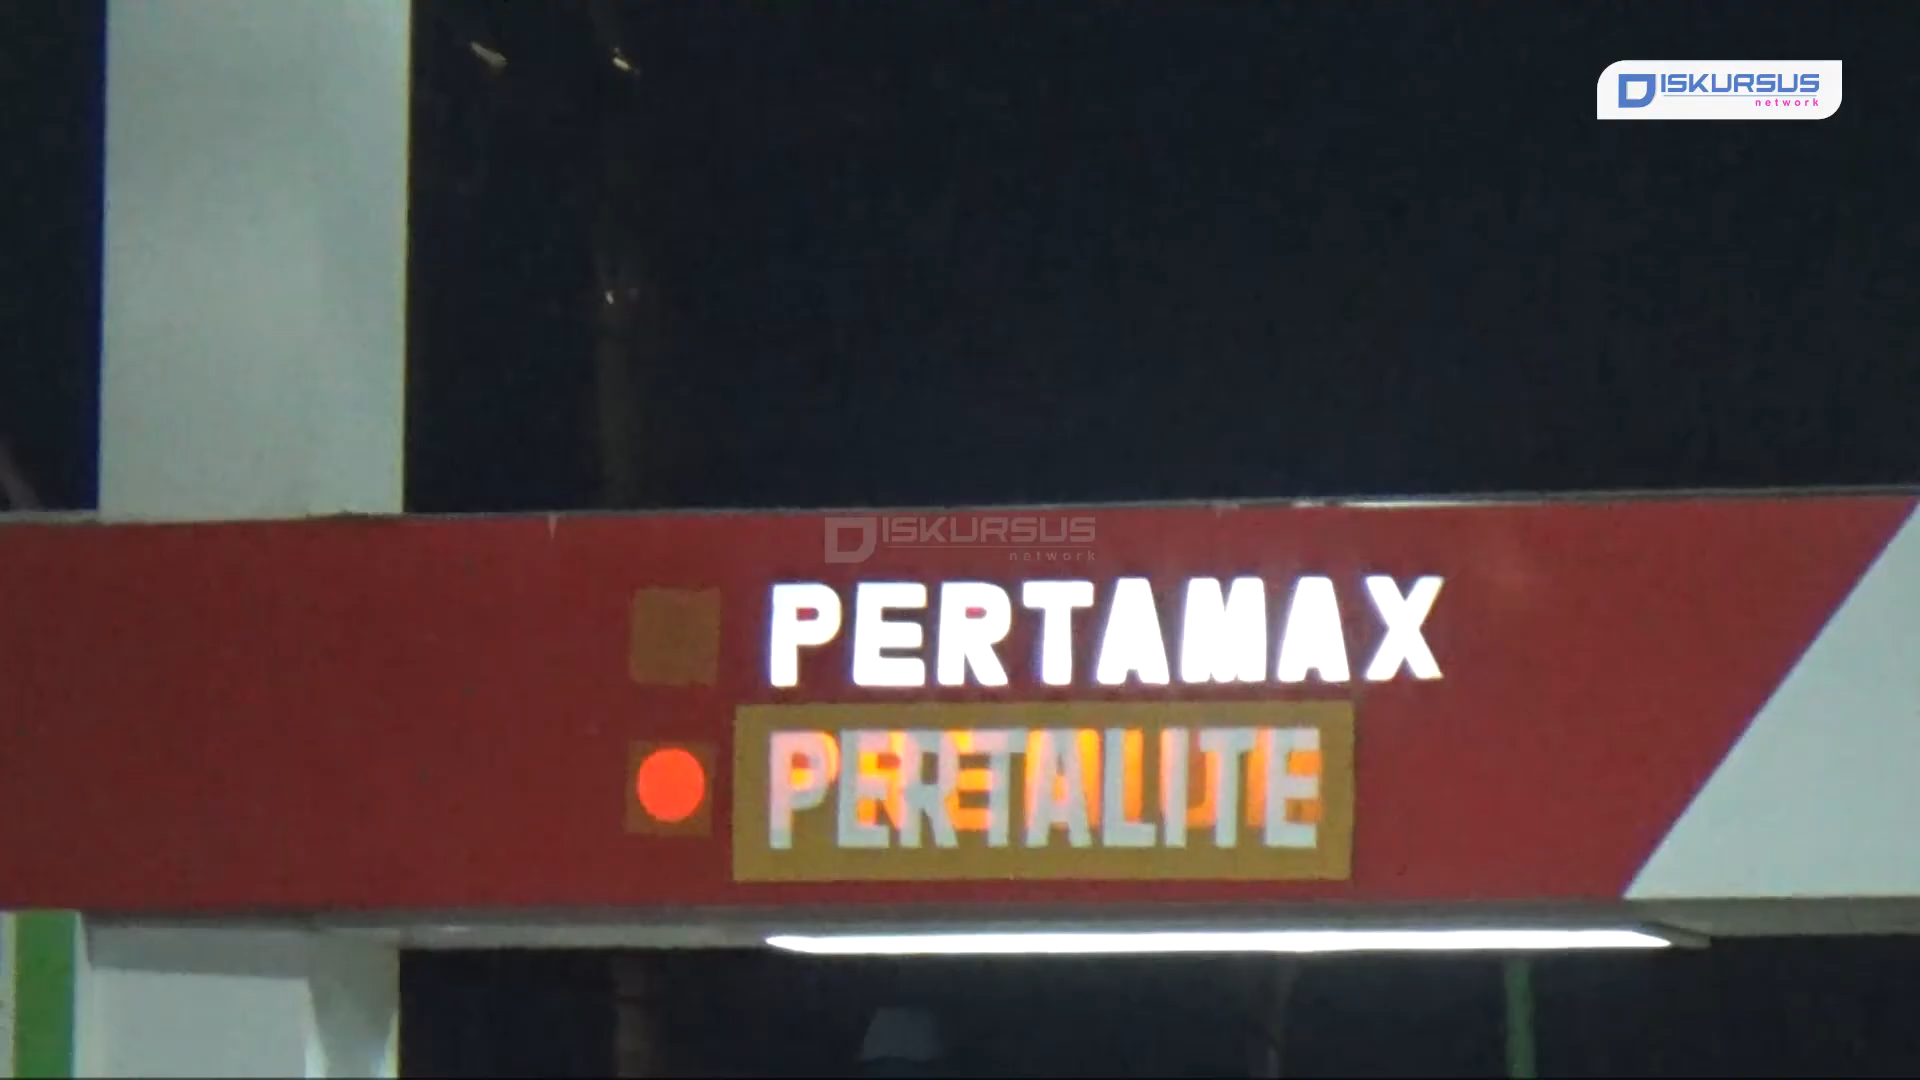 DISKURSUS
network
DISKURSUS
network
PERTAMAX
PERTALITE